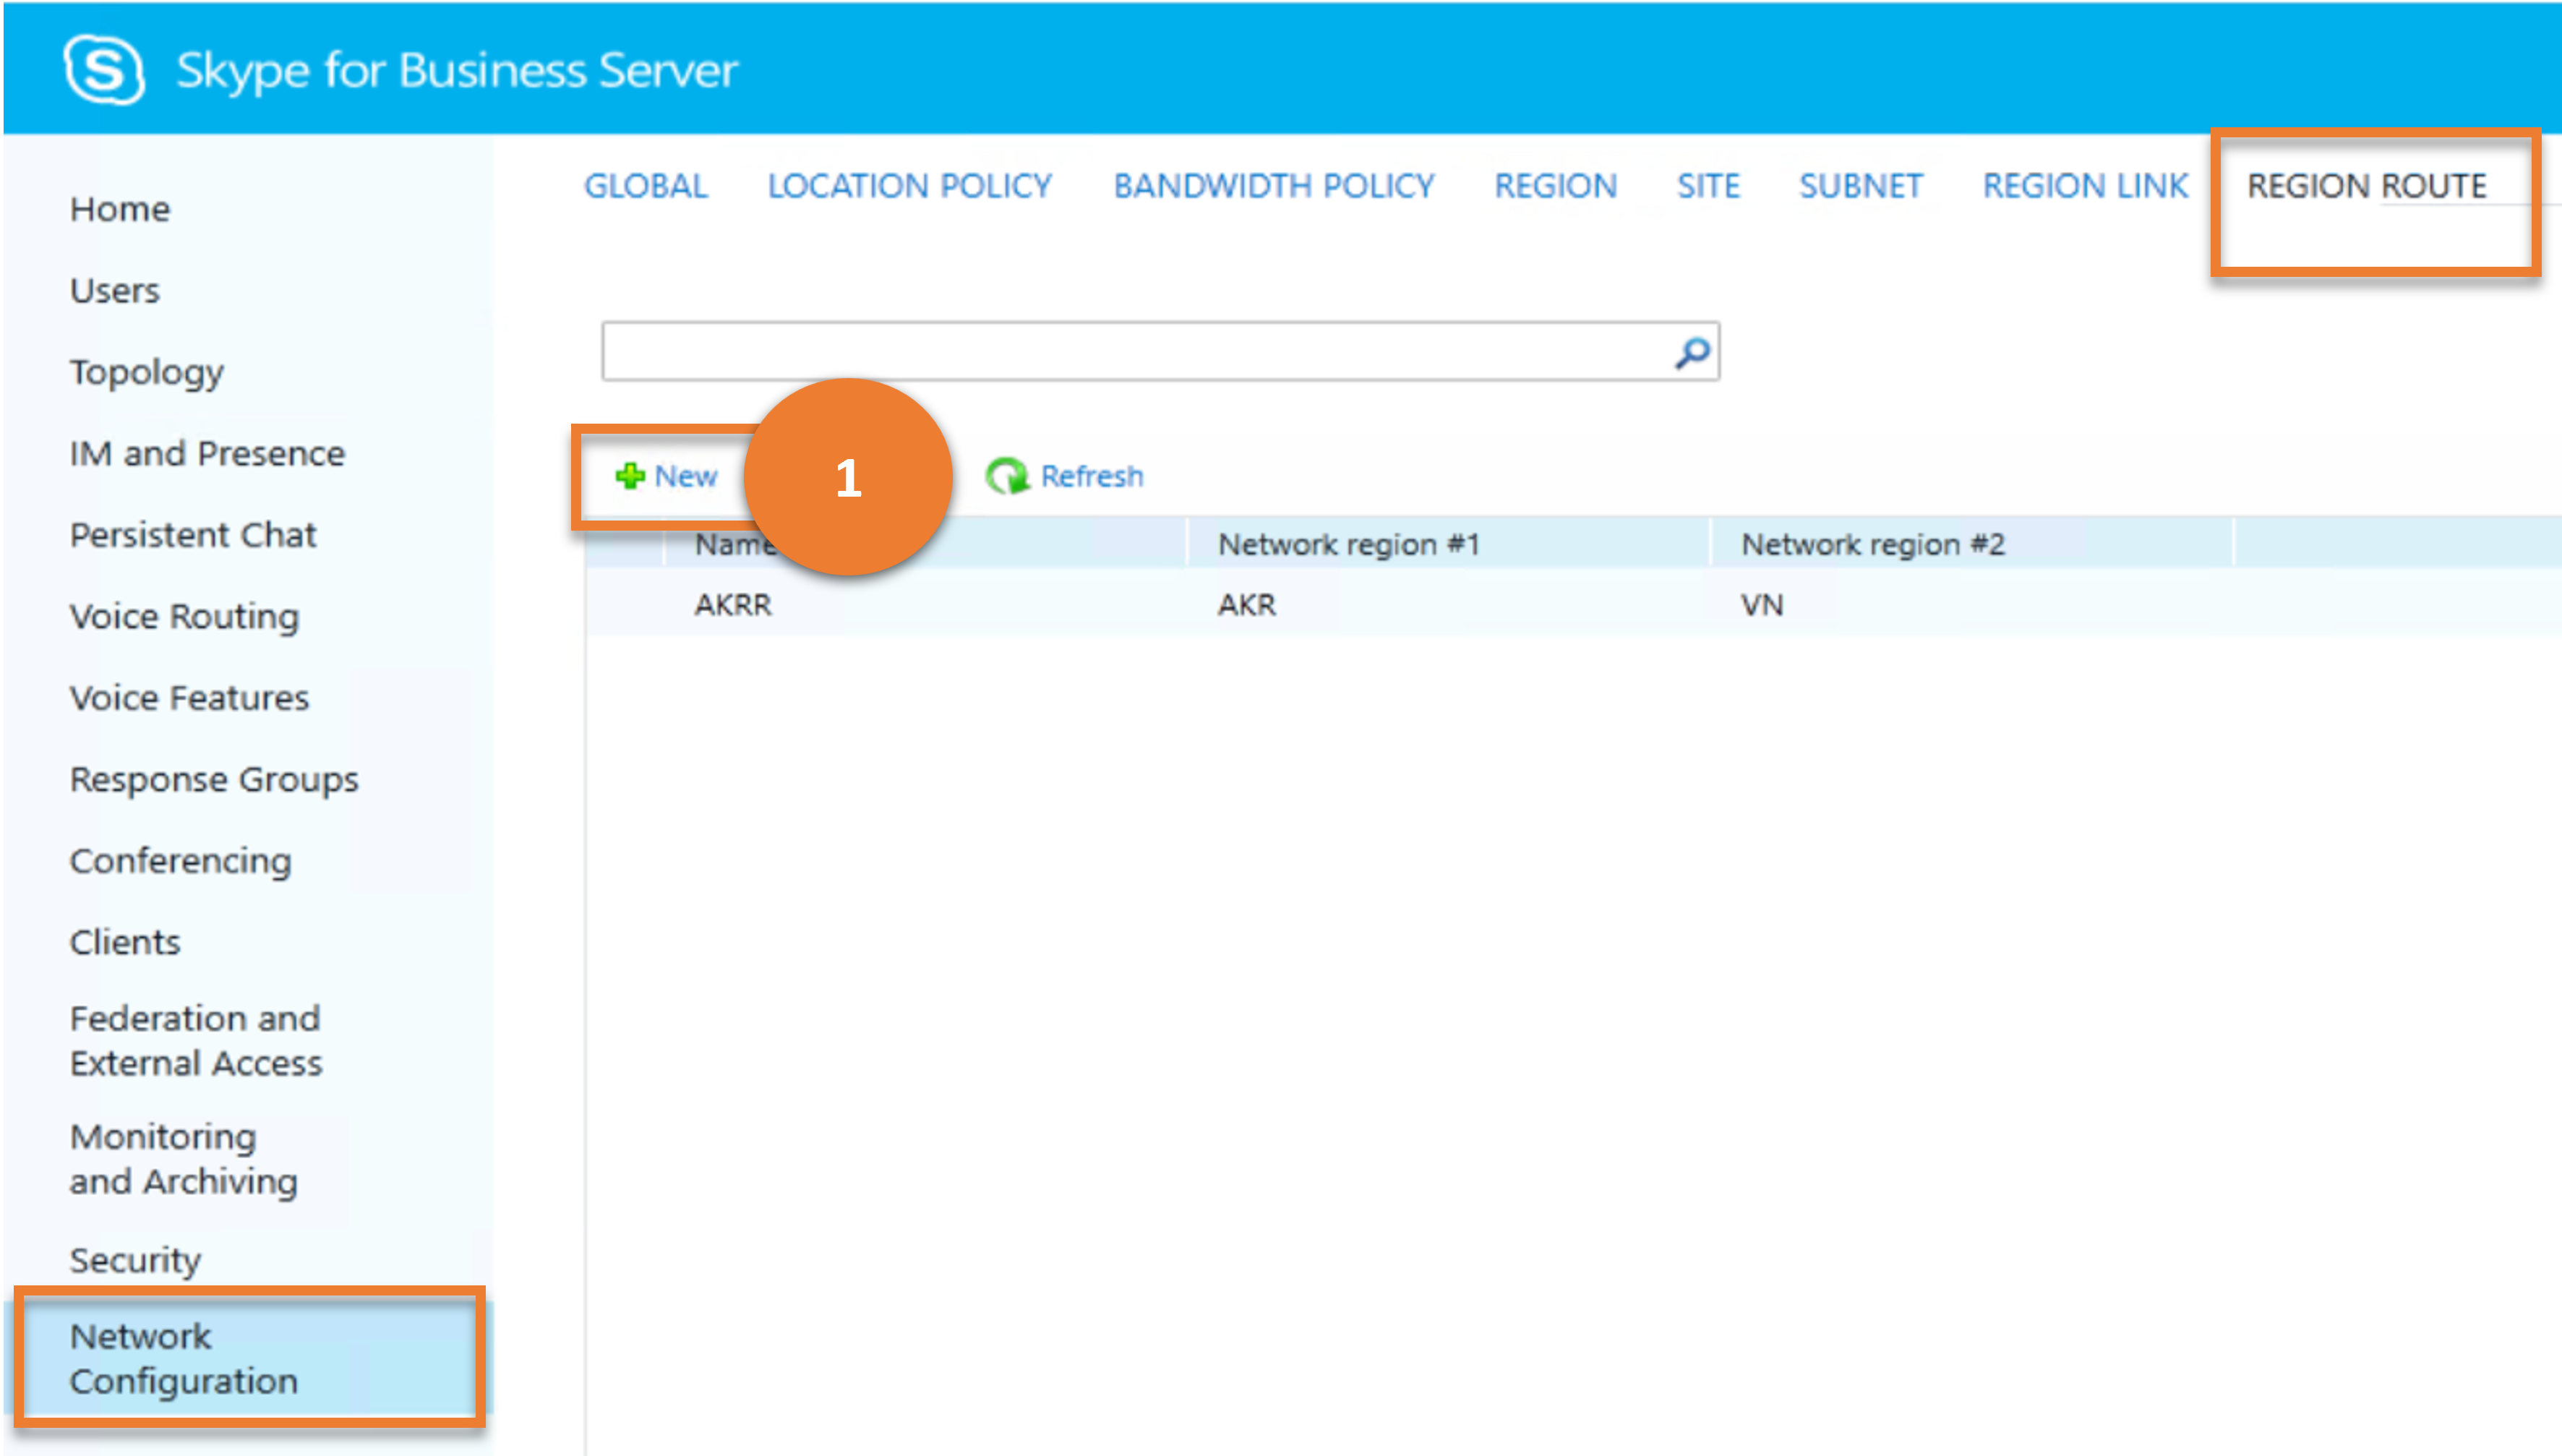 Skype for Business Server
Home
Users
Topology
IM and Presence
Persistent Chat
Voice Routing
Voice Features
Response Groups
Conferencing
Clients
Federation and
External Access
Monitoring
and Archiving
Security
Network
Configuration
GLOBAL LOCATION POLICY BANDWIDTH POLICY REGION SITE SUBNET REGION LINK REGION ROUTE
New 1 Refresh
Name Network region #1 Network region #2
AKRR AKR VN